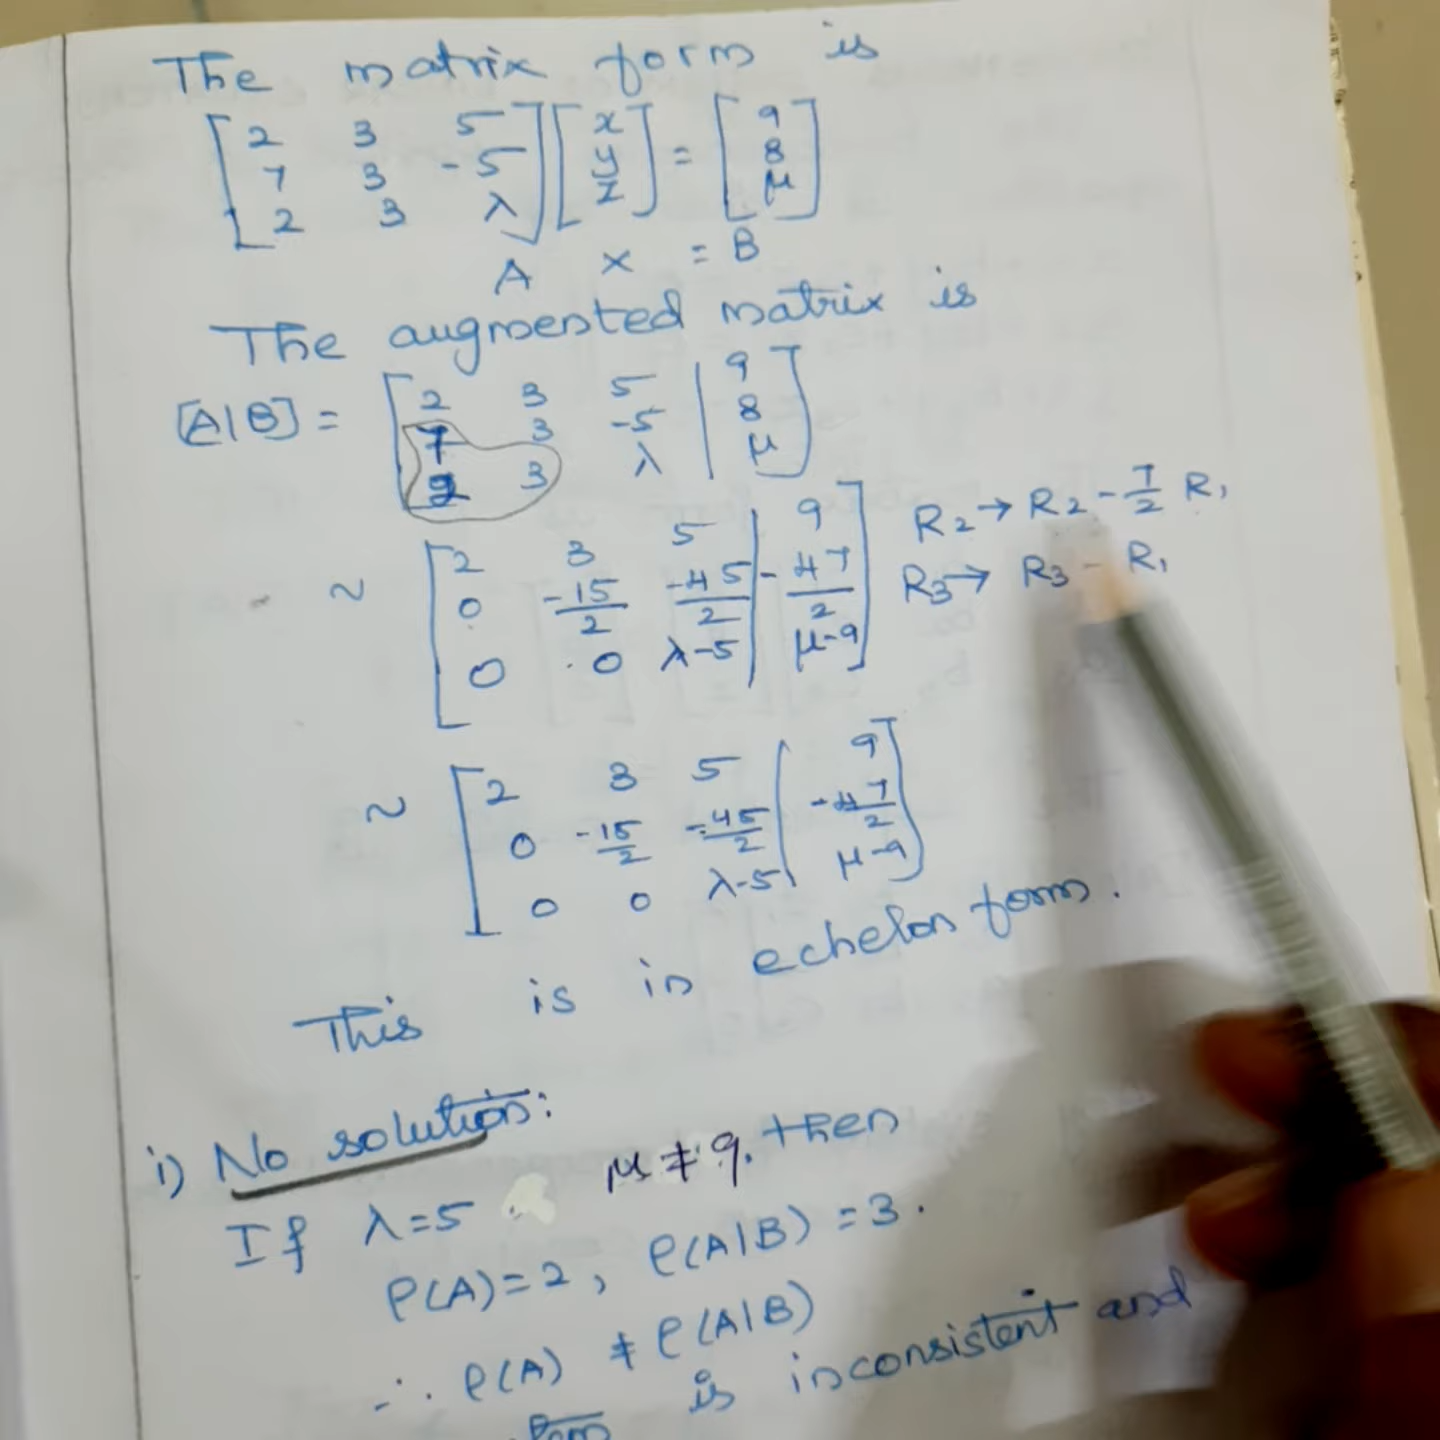 The matrix form is
[2 3 5] [x] = [9]
[7 3 -5] [y] [8]
[2 3 λ] [z] [μ]
A X = B
The augmented matrix is
[A|B] = [2 3 5 | 9]
[7 3 -5 | 8]
[2 3 λ | μ]
~ [2 3 5 | 9] R2 → R2 - 7/2 R1
[0 -15/2 -45/2 | -47/2] R3 → R3 - R1
[0 0 λ-5 | μ-9]
~ [2 3 5 | 9]
[0 -15/2 -45/2 | -47/2]
[0 0 λ-5 | μ-9]
This is in echelon form.
i) No solution:
If λ=5 μ ≠ 9, then
ρ(A)=2, ρ(A|B) = 3.
∴ ρ(A) ≠ ρ(A|B)
is inconsistent and